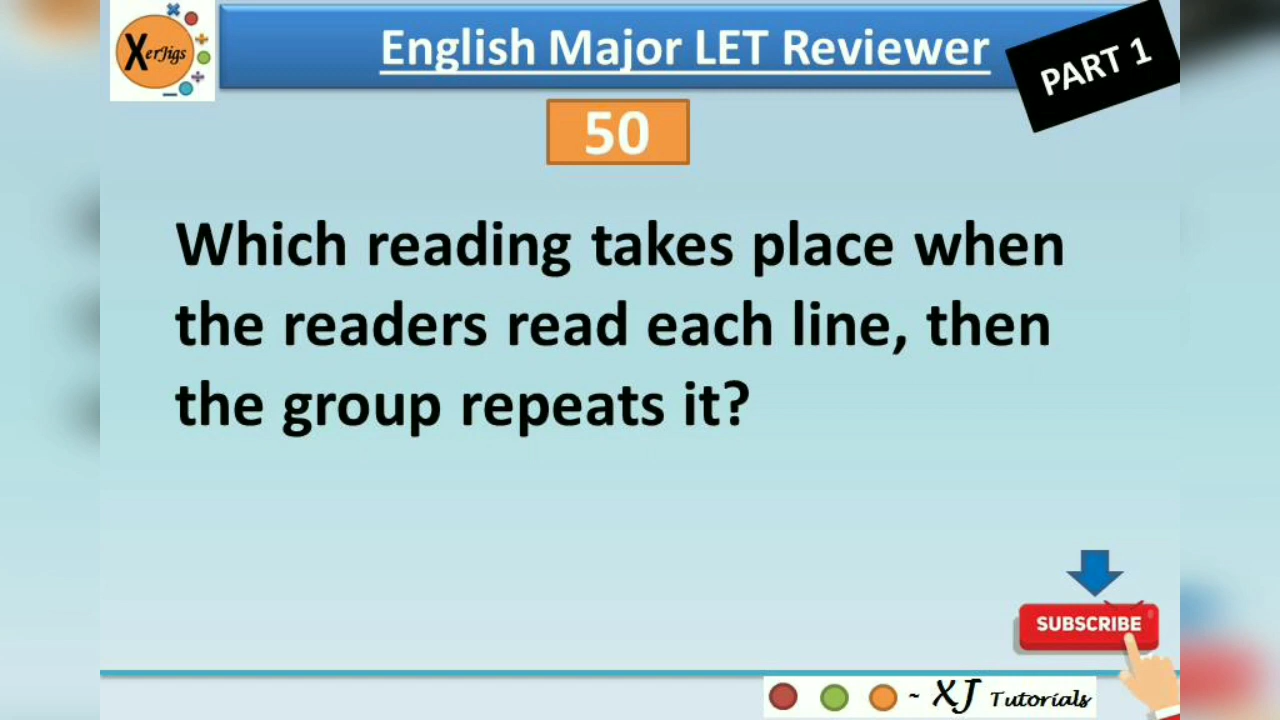 XerJigs
English Major LET Reviewer
PART 1
50
Which reading takes place when
the readers read each line, then
the group repeats it?
SUBSCRIBE
~ XJ Tutorials